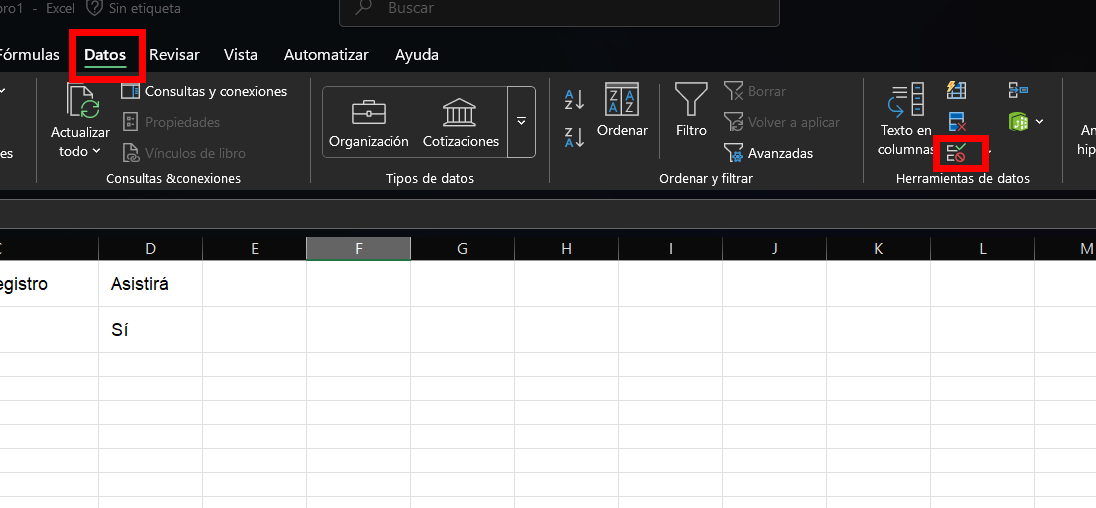 ro1 - Excel Sin etiqueta Buscar
Fórmulas Datos Revisar Vista Automatizar Ayuda
Actualizar todo
Consultas y conexiones
Propiedades
Vínculos de libro
Consultas &conexiones
Organización Cotizaciones
Tipos de datos
A Z
Z A
Z A A Z
Ordenar
Filtro
Borrar
Volver a aplicar
Avanzadas
Ordenar y filtrar
Texto en
columnas
Herramientas de datos
An
hip
es
C D E F G H I J K L M
egistro Asistirá
Sí